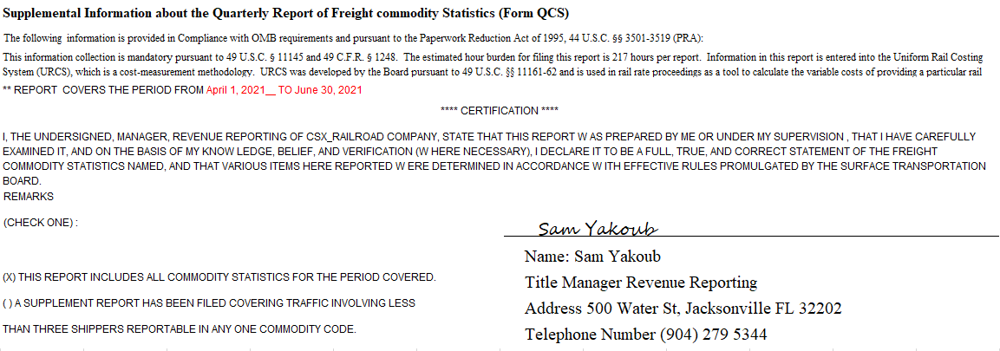 Supplemental Information about the Quarterly Report of Freight commodity Statistics (Form QCS)
The following information is provided in Compliance with OMB requirements and pursuant to the Paperwork Reduction Act of 1995, 44 U.S.C. §§ 3501-3519 (PRA):
This information collection is mandatory pursuant to 49 U.S.C. § 11145 and 49 C.F.R. § 1248. The estimated hour burden for filing this report is 217 hours per report. Information in this report is entered into the Uniform Rail Costing
System (URCS), which is a cost-measurement methodology. URCS was developed by the Board pursuant to 49 U.S.C. §§ 11161-62 and is used in rail rate proceedings as a tool to calculate the variable costs of providing a particular rail
** REPORT COVERS THE PERIOD FROM April 1, 2021__ TO June 30, 2021
**** CERTIFICATION ****
I, THE UNDERSIGNED, MANAGER, REVENUE REPORTING OF CSX_RAILROAD COMPANY, STATE THAT THIS REPORT W AS PREPARED BY ME OR UNDER MY SUPERVISION , THAT I HAVE CAREFULLY
EXAMINED IT, AND ON THE BASIS OF MY KNOW LEDGE, BELIEF, AND VERIFICATION (W HERE NECESSARY), I DECLARE IT TO BE A FULL, TRUE, AND CORRECT STATEMENT OF THE FREIGHT
COMMODITY STATISTICS NAMED, AND THAT VARIOUS ITEMS HERE REPORTED W ERE DETERMINED IN ACCORDANCE W ITH EFFECTIVE RULES PROMULGATED BY THE SURFACE TRANSPORTATION
BOARD.
REMARKS
(CHECK ONE) :
Sam Yakoub
Name: Sam Yakoub
Title Manager Revenue Reporting
(X) THIS REPORT INCLUDES ALL COMMODITY STATISTICS FOR THE PERIOD COVERED.
( ) A SUPPLEMENT REPORT HAS BEEN FILED COVERING TRAFFIC INVOLVING LESS
Address 500 Water St, Jacksonville FL 32202
THAN THREE SHIPPERS REPORTABLE IN ANY ONE COMMODITY CODE.
Telephone Number (904) 279 5344